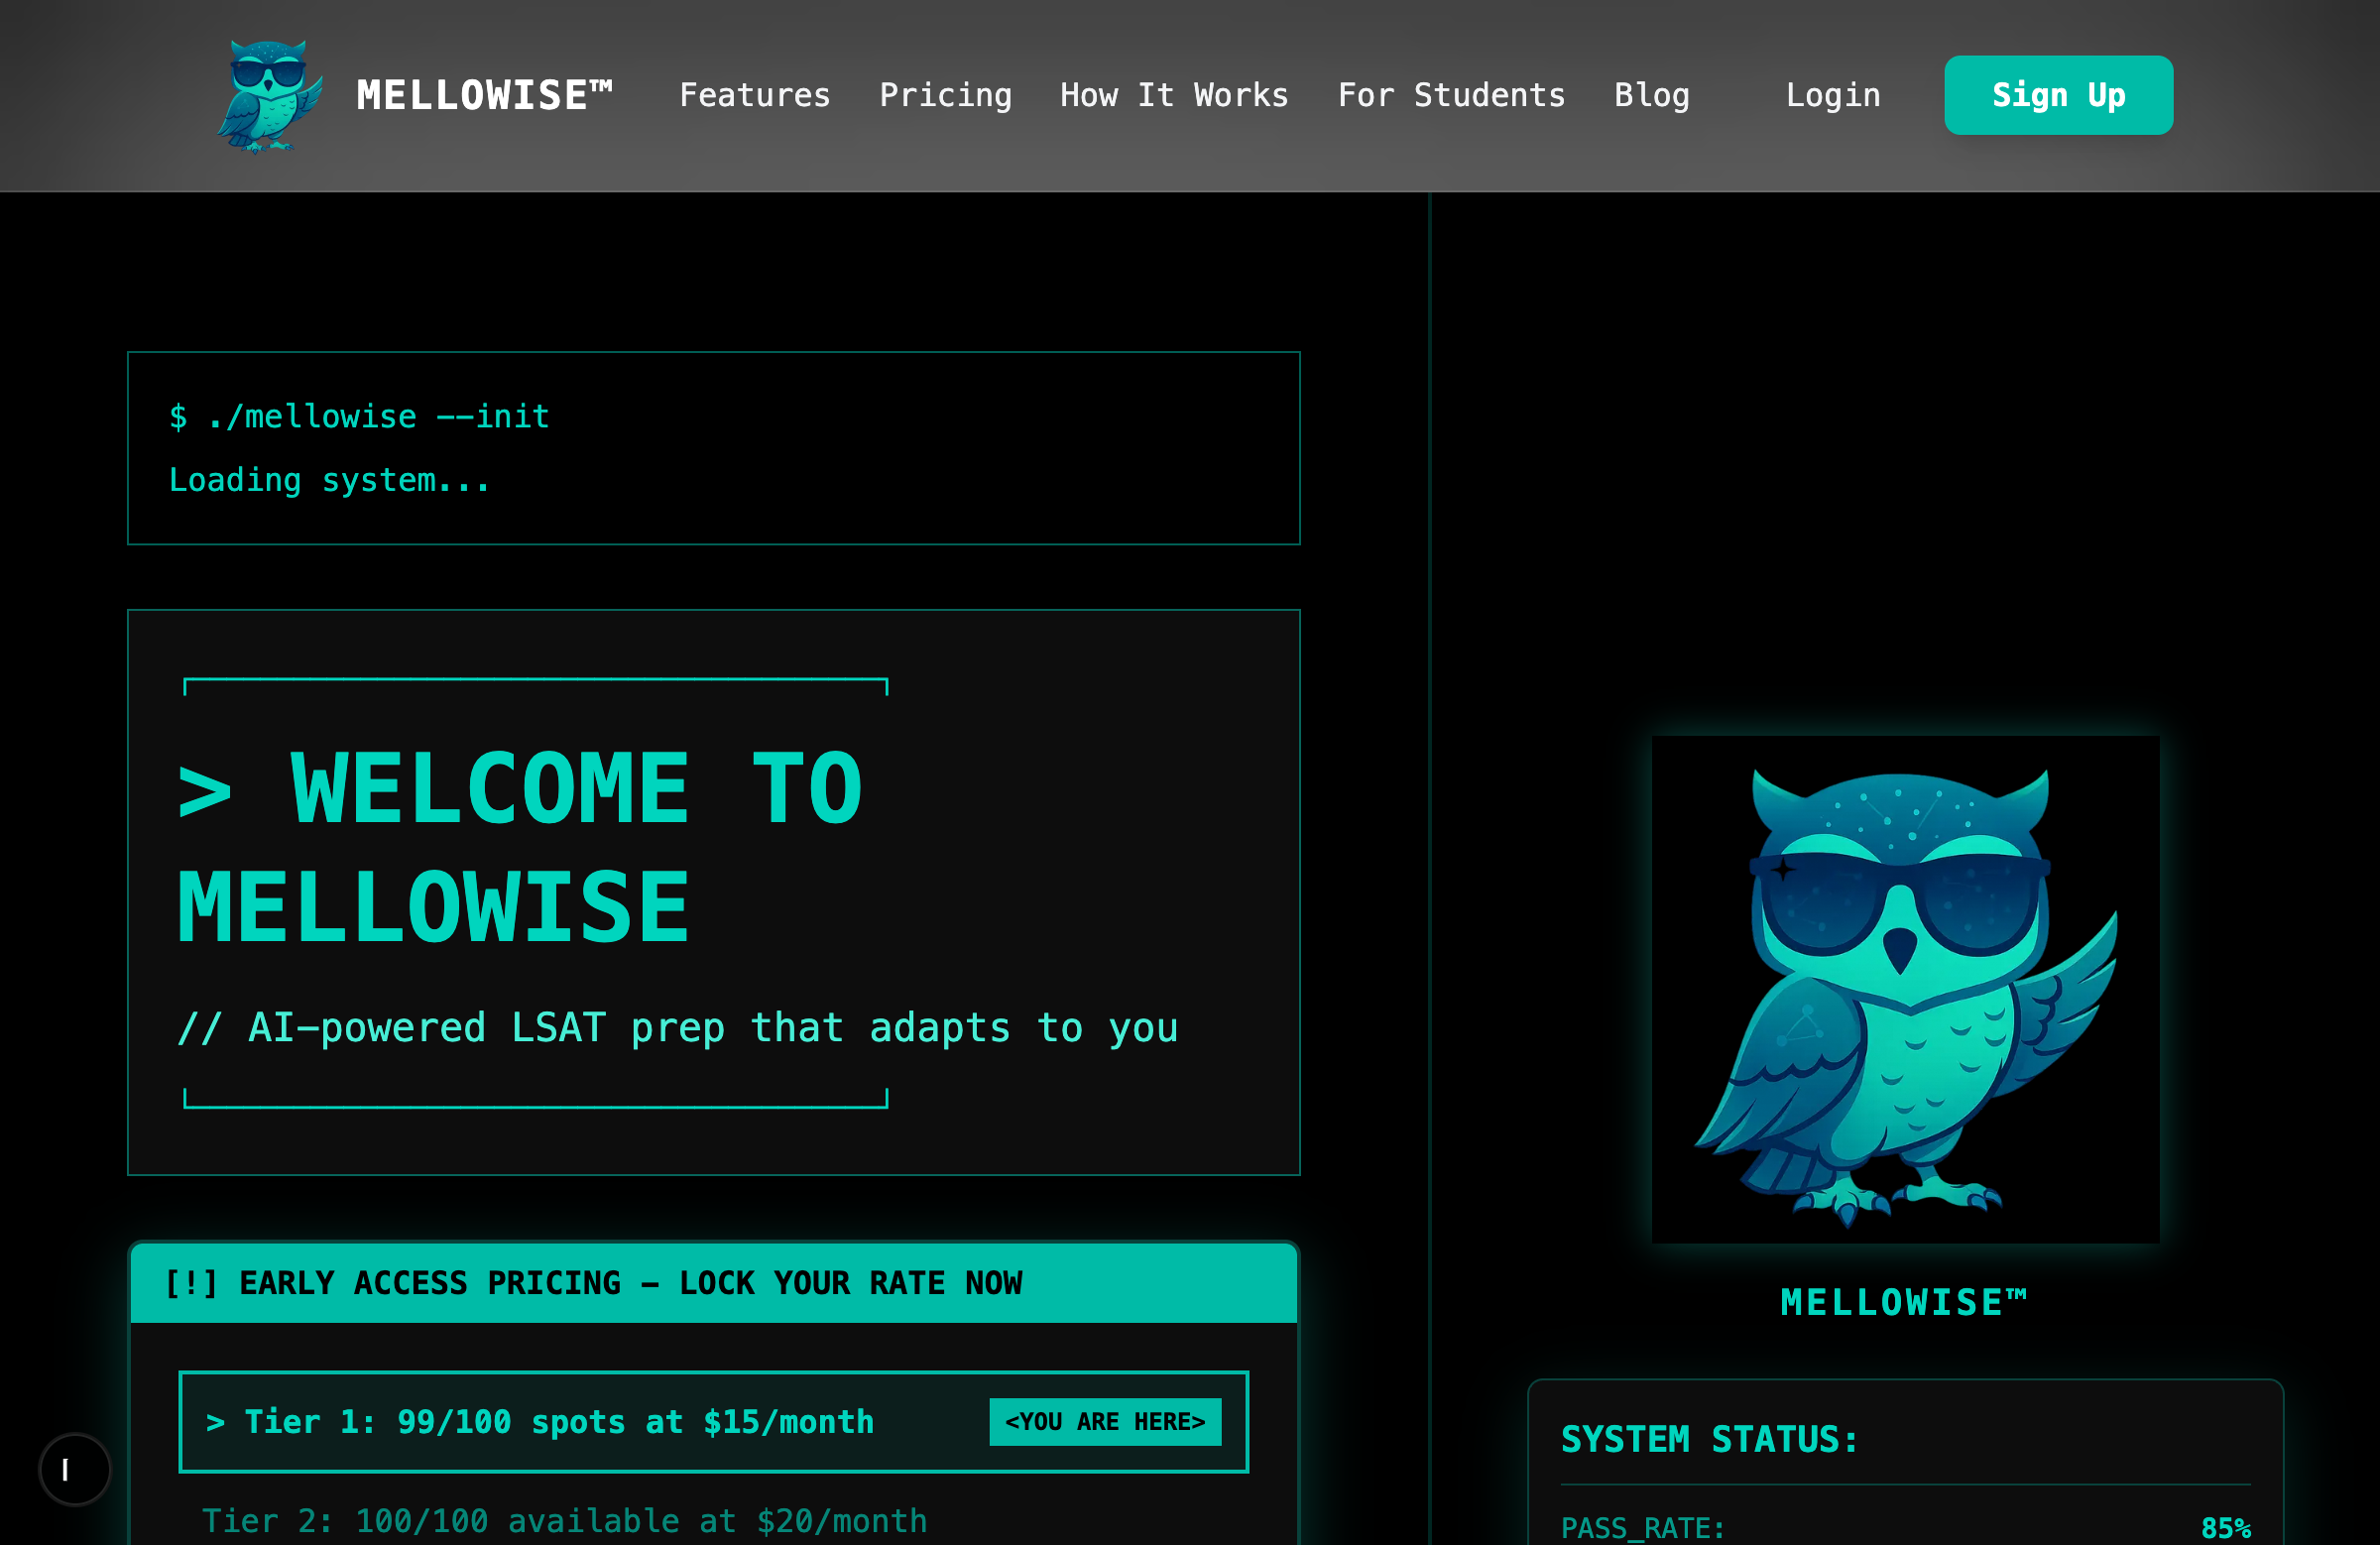 MELLOWISE™ Features Pricing How It Works For Students Blog Login Sign Up
$ ./mellowise --init
Loading system...
> WELCOME TO
MELLOWISE
// AI-powered LSAT prep that adapts to you
[!] EARLY ACCESS PRICING - LOCK YOUR RATE NOW
> Tier 1: 99/100 spots at $15/month <YOU ARE HERE>
Tier 2: 100/100 available at $20/month
MELLOWISE™
SYSTEM STATUS:
PASS_RATE: 85%